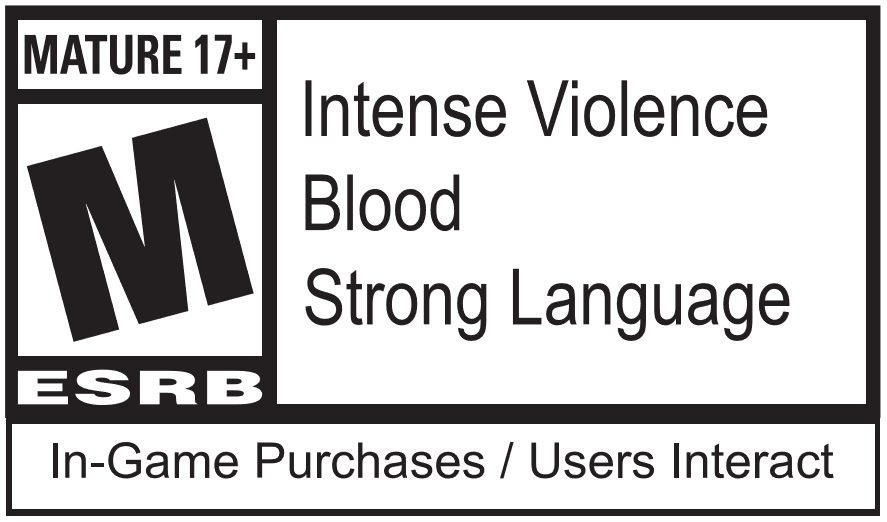 MATURE 17+
M
ESRB
Intense Violence
Blood
Strong Language
In-Game Purchases / Users Interact